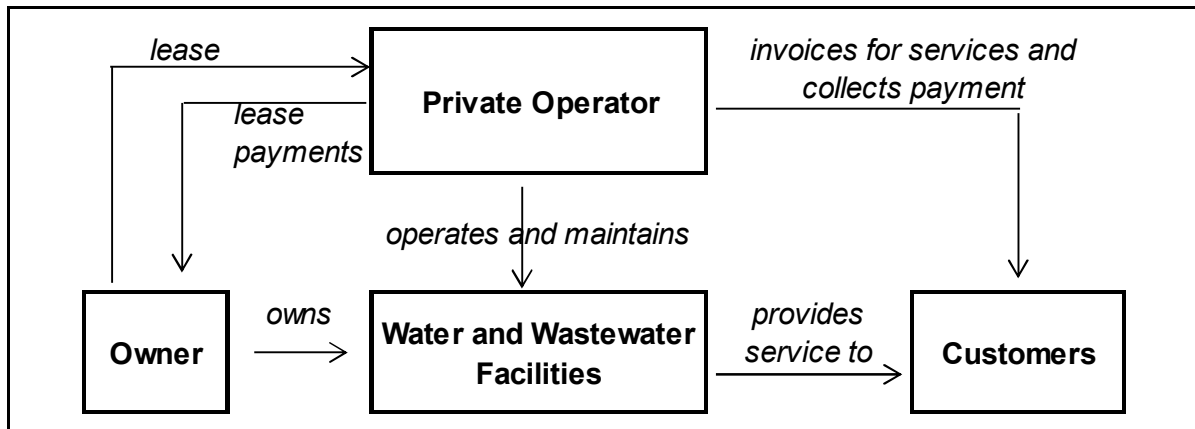 lease
invoices for services and
collects payment
Private Operator
lease
payments
operates and maintains
owns
provides
service to
Owner
Water and Wastewater
Facilities
Customers